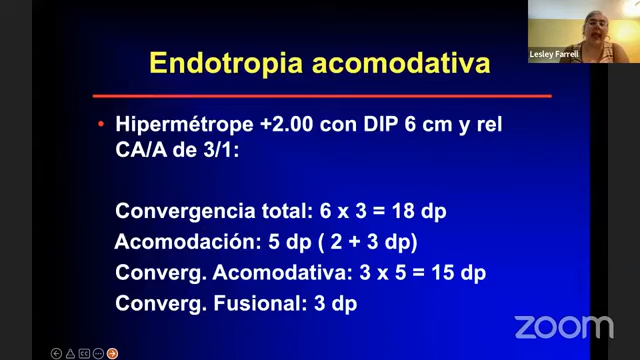 Lesley Farrell
Endotropia acomodativa
• Hipermétrope +2.00 con DIP 6 cm y rel
CA/A de 3/1:
Convergencia total: 6 x 3 = 18 dp
Acomodación: 5 dp ( 2 + 3 dp)
Converg. Acomodativa: 3 x 5 = 15 dp
Converg. Fusional: 3 dp
zoom